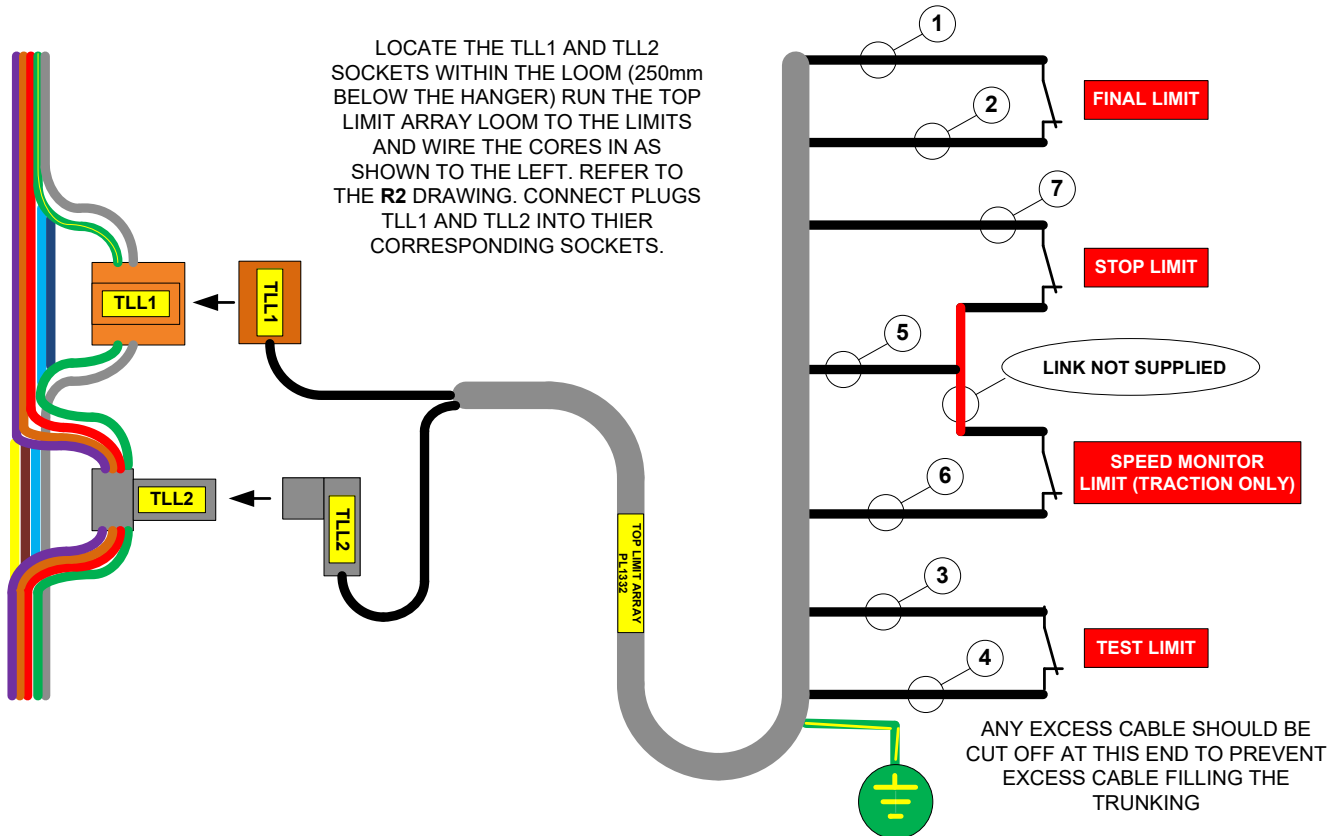 LOCATE THE TLL1 AND TLL2
SOCKETS WITHIN THE LOOM (250mm
BELOW THE HANGER) RUN THE TOP
LIMIT ARRAY LOOM TO THE LIMITS
AND WIRE THE CORES IN AS
SHOWN TO THE LEFT. REFER TO
THE R2 DRAWING. CONNECT PLUGS
TLL1 AND TLL2 INTO THIER
CORRESPONDING SOCKETS.
TLL1
TLL1
TLL2
TLL2
TOP LIMIT ARRAY
PL1332
1
2
FINAL LIMIT
7
STOP LIMIT
5
LINK NOT SUPPLIED
SPEED MONITOR
LIMIT (TRACTION ONLY)
6
3
TEST LIMIT
4
ANY EXCESS CABLE SHOULD BE
CUT OFF AT THIS END TO PREVENT
EXCESS CABLE FILLING THE
TRUNKING